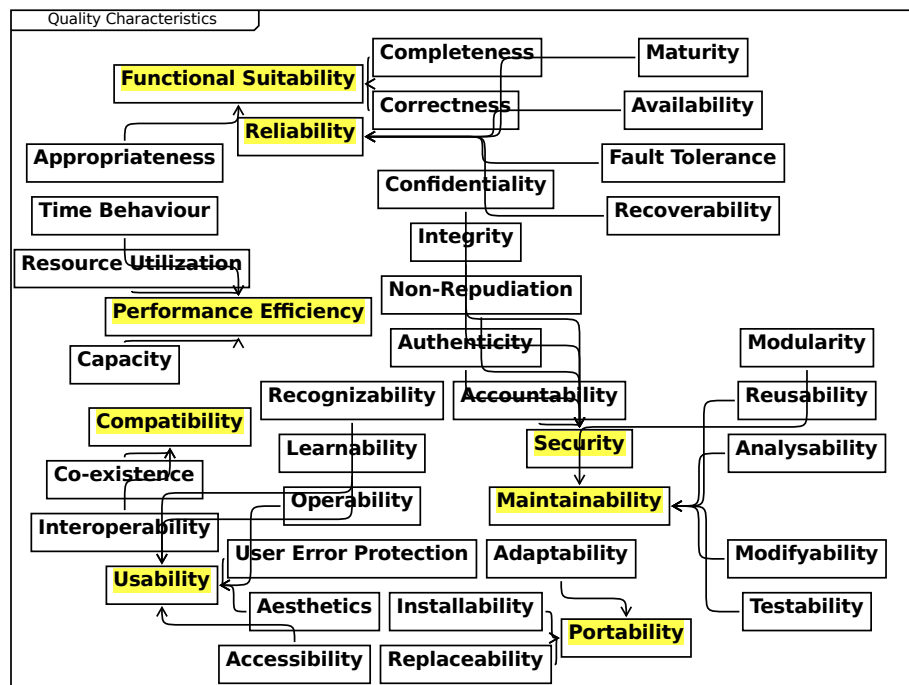 Quality Characteristics
Completeness
Maturity
Functional Suitability
Correctness
Availability
Reliability
Appropriateness
Fault Tolerance
Confidentiality
Time Behaviour
Recoverability
Integrity
Resource Utilization
Non-Repudiation
Performance Efficiency
Authenticity
Modularity
Capacity
Recognizability
Accountability
Reusability
Compatibility
Learnability
Security
Analysability
Co-existence
Operability
Maintainability
Interoperability
User Error Protection
Adaptability
Modifyability
Usability
Aesthetics
Installability
Testability
Portability
Accessibility
Replaceability